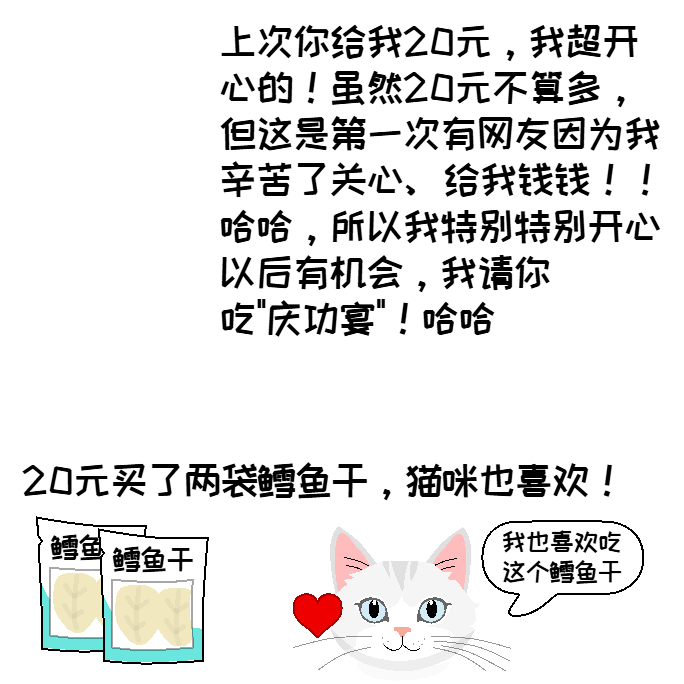 上次你给我20元，我超开
心的！虽然20元不算多，
但这是第一次有网友因为我
辛苦了关心、给我钱钱！！
哈哈，所以我特别特别开心
以后有机会，我请你
吃"庆功宴"！哈哈
20元买了两袋鳕鱼干，猫咪也喜欢！
鳕鱼
鳕鱼干
我也喜欢吃
这个鳕鱼干